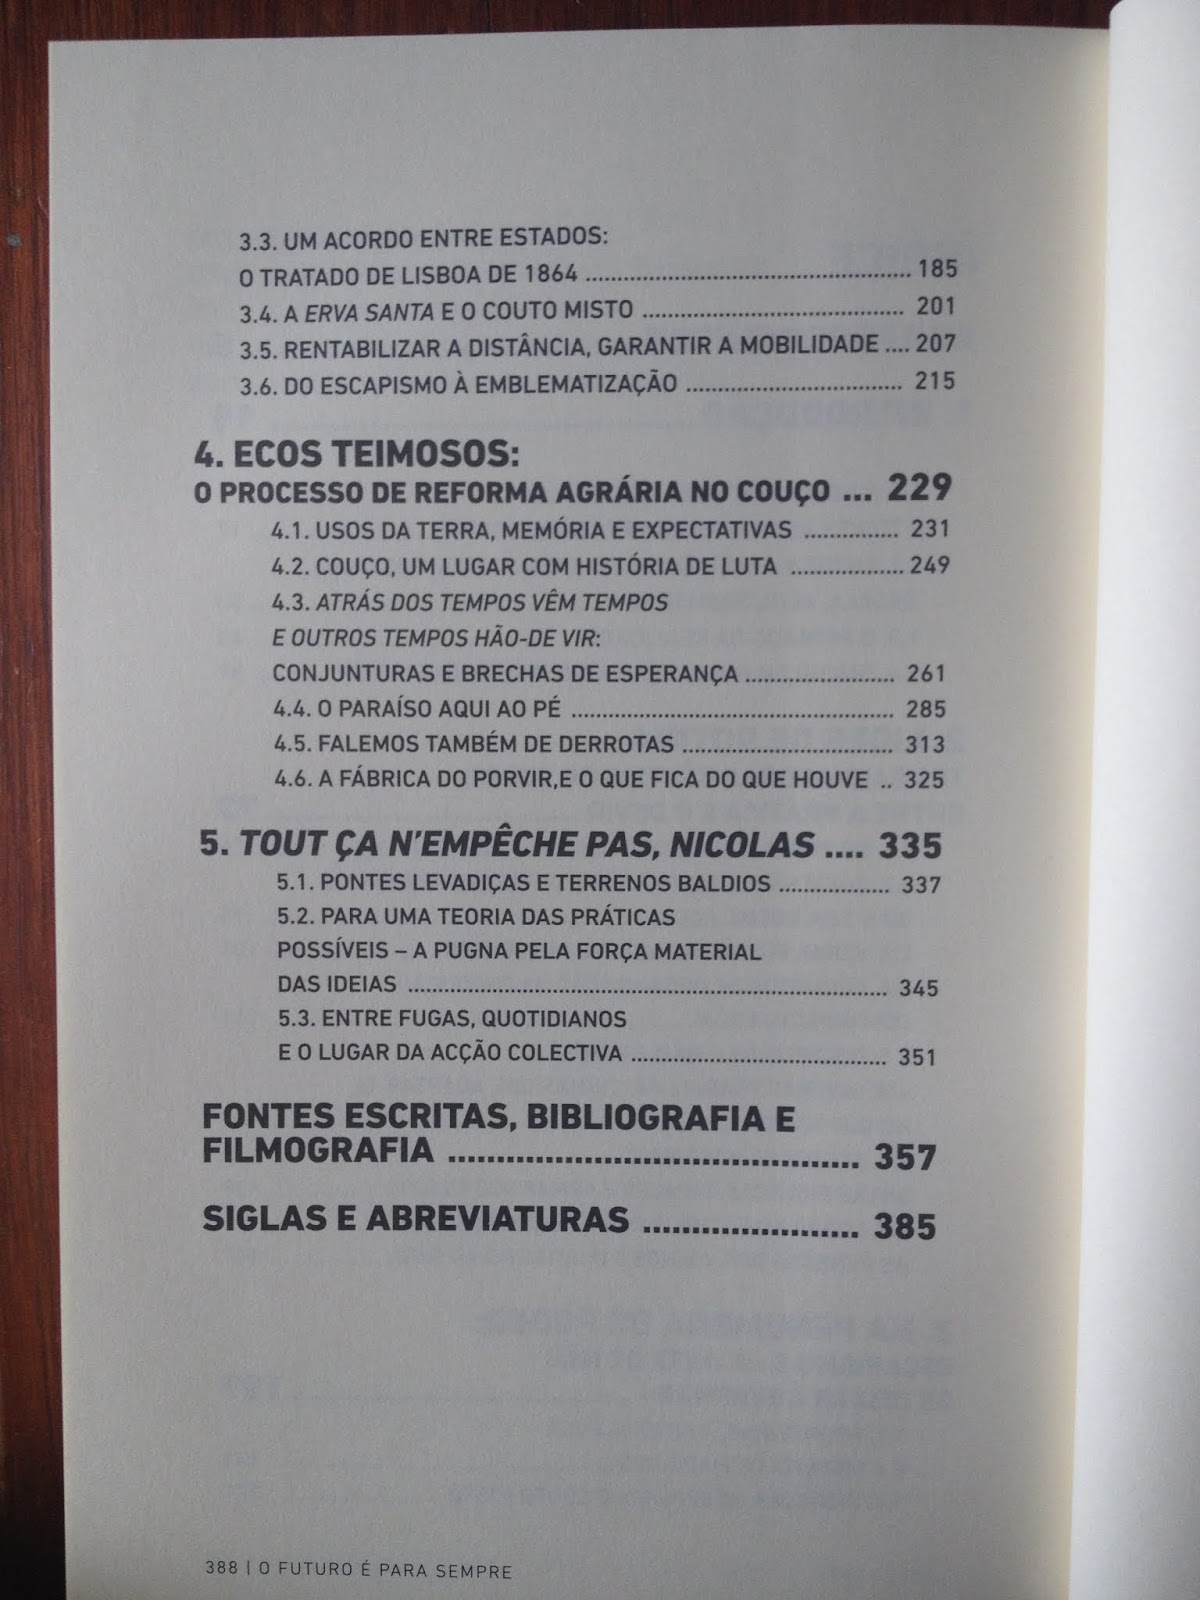 3.3. UM ACORDO ENTRE ESTADOS:
O TRATADO DE LISBOA DE 1864 ........................................... 185
3.4. A ERVA SANTA E O COUTO MISTO ................................... 201
3.5. RENTABILIZAR A DISTÂNCIA, GARANTIR A MOBILIDADE .... 207
3.6. DO ESCAPISMO À EMBLEMATIZAÇÃO ............................. 215
4. ECOS TEIMOSOS:
O PROCESSO DE REFORMA AGRÁRIA NO COUÇO ... 229
4.1. USOS DA TERRA, MEMÓRIA E EXPECTATIVAS ............... 231
4.2. COUÇO, UM LUGAR COM HISTÓRIA DE LUTA .................. 249
4.3. ATRÁS DOS TEMPOS VÊM TEMPOS
E OUTROS TEMPOS HÃO-DE VIR:
CONJUNTURAS E BRECHAS DE ESPERANÇA ........................ 261
4.4. O PARAÍSO AQUI AO PÉ ...................................................... 285
4.5. FALEMOS TAMBÉM DE DERROTAS ................................... 313
4.6. A FÁBRICA DO PORVIR,E O QUE FICA DO QUE HOUVE .. 325
5. TOUT ÇA N'EMPÊCHE PAS, NICOLAS .... 335
5.1. PONTES LEVADIÇAS E TERRENOS BALDIOS .................. 337
5.2. PARA UMA TEORIA DAS PRÁTICAS
POSSÍVEIS – A PUGNA PELA FORÇA MATERIAL
DAS IDEIAS ................................................................................ 345
5.3. ENTRE FUGAS, QUOTIDIANOS
E O LUGAR DA ACÇÃO COLECTIVA .......................................... 351
FONTES ESCRITAS, BIBLIOGRAFIA E
FILMOGRAFIA .......................................... 357
SIGLAS E ABREVIATURAS ...................... 385
388 | O FUTURO É PARA SEMPRE